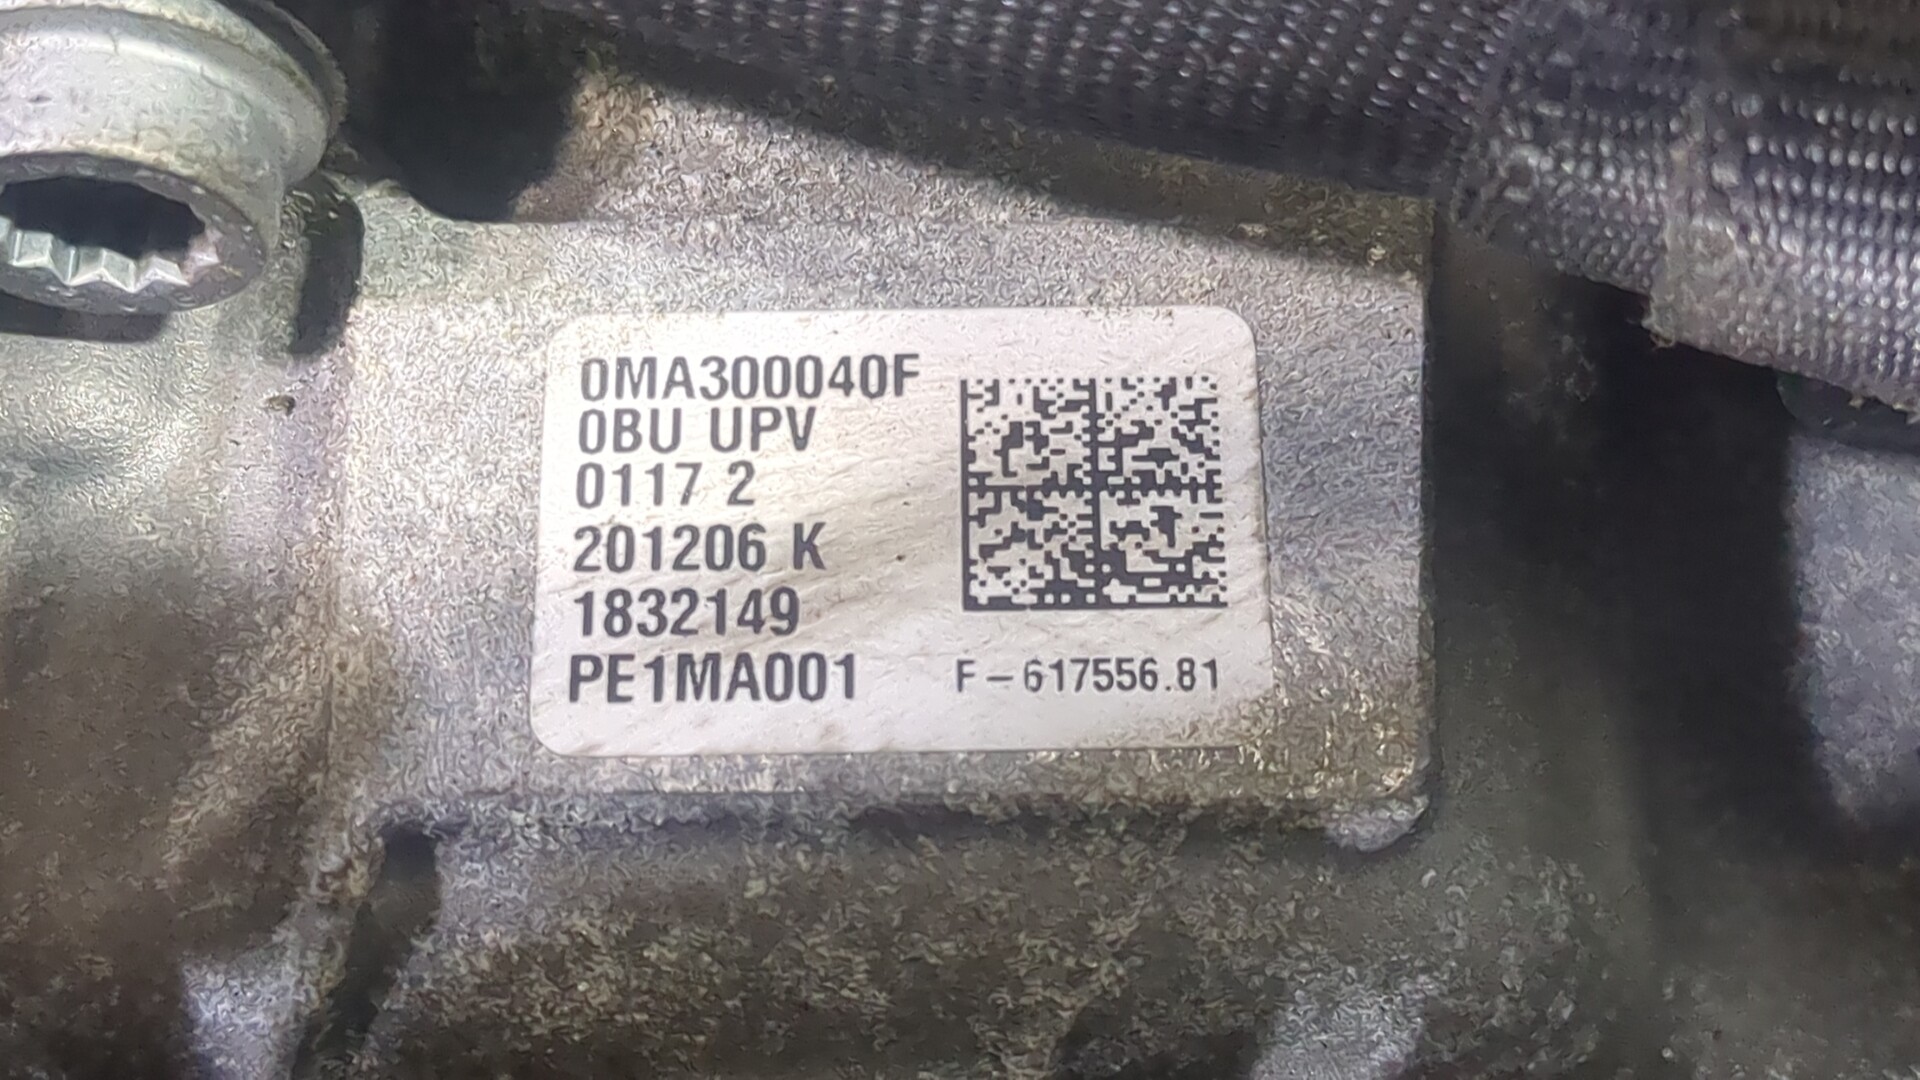 0MA300040F
0BU UPV
0117 2
201206 K
1832149
PE1MA001
F-617556.81